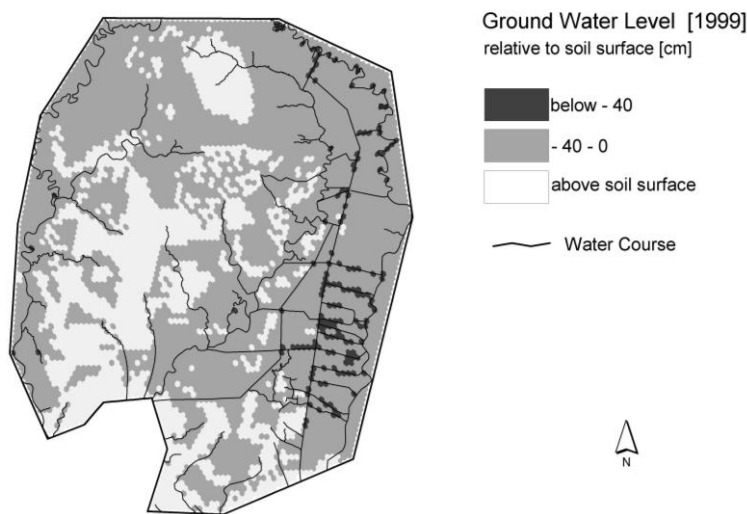 Ground Water Level [1999]
relative to soil surface [cm]
below - 40
- 40 - 0
above soil surface
Water Course
N